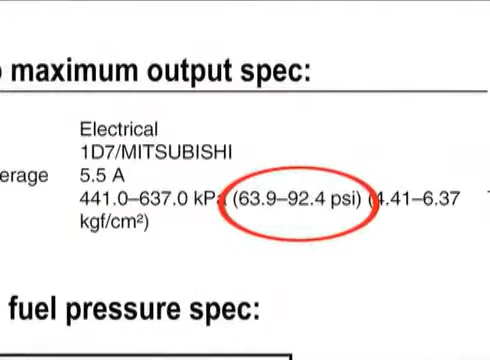 maximum output spec:
Electrical
1D7/MITSUBISHI
erage 5.5 A
441.0–637.0 kPa (63.9–92.4 psi) (4.41–6.37
kgf/cm²)
fuel pressure spec: